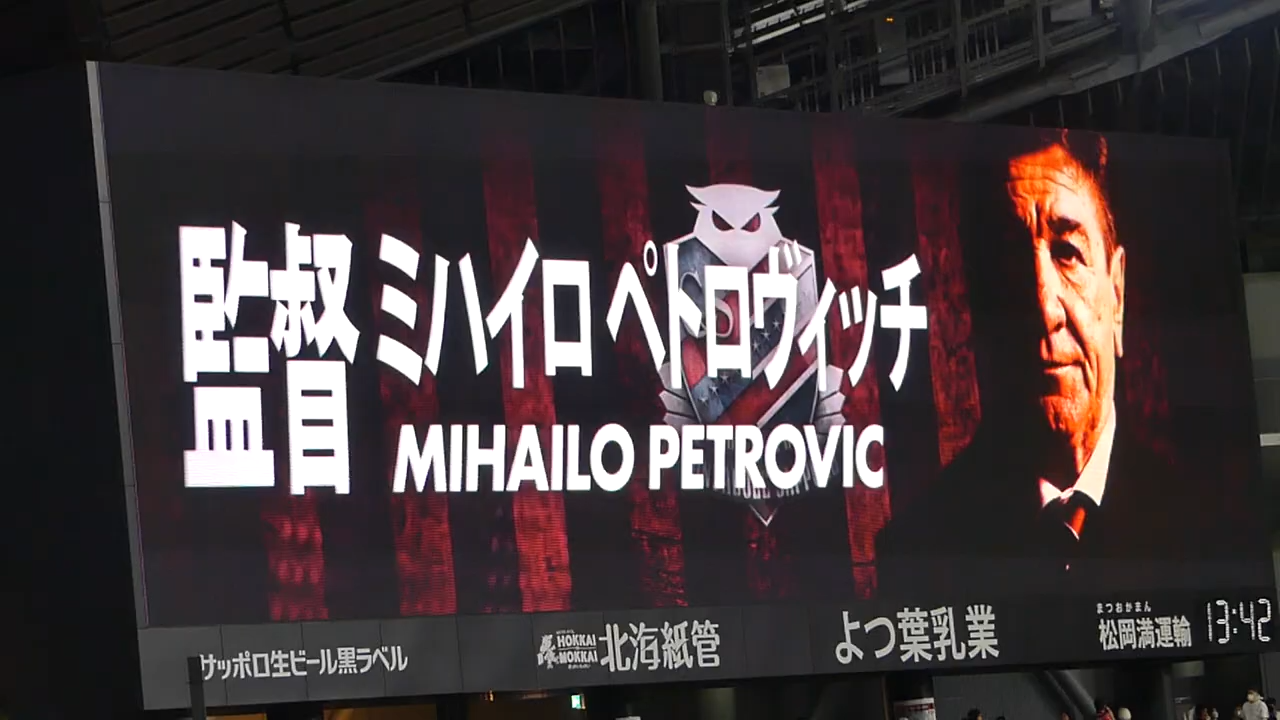 監督 ミハイロ ペトロヴィッチ
MIHAILO PETROVIC
サッポロ生ビール黒ラベル
HOKKAI MOKKAI 北海紙管
よつ葉乳業
まつおかまん
松岡満運輸
13:42